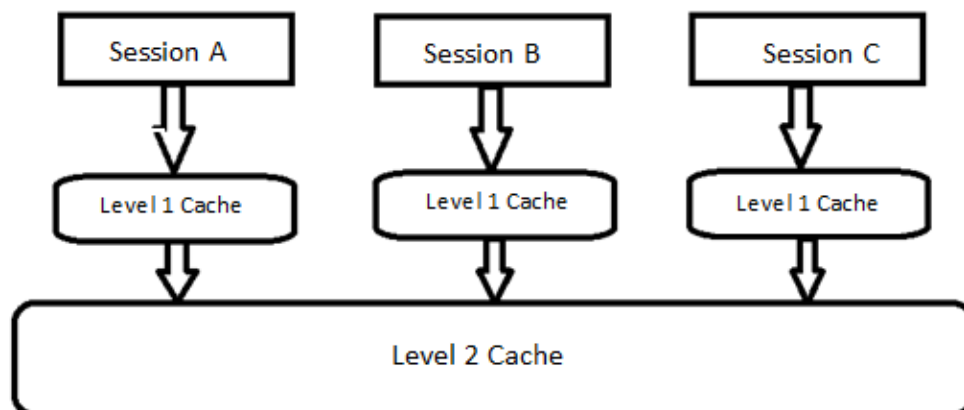 Session A
Session B
Session C
Level 1 Cache
Level 1 Cache
Level 1 Cache
Level 2 Cache